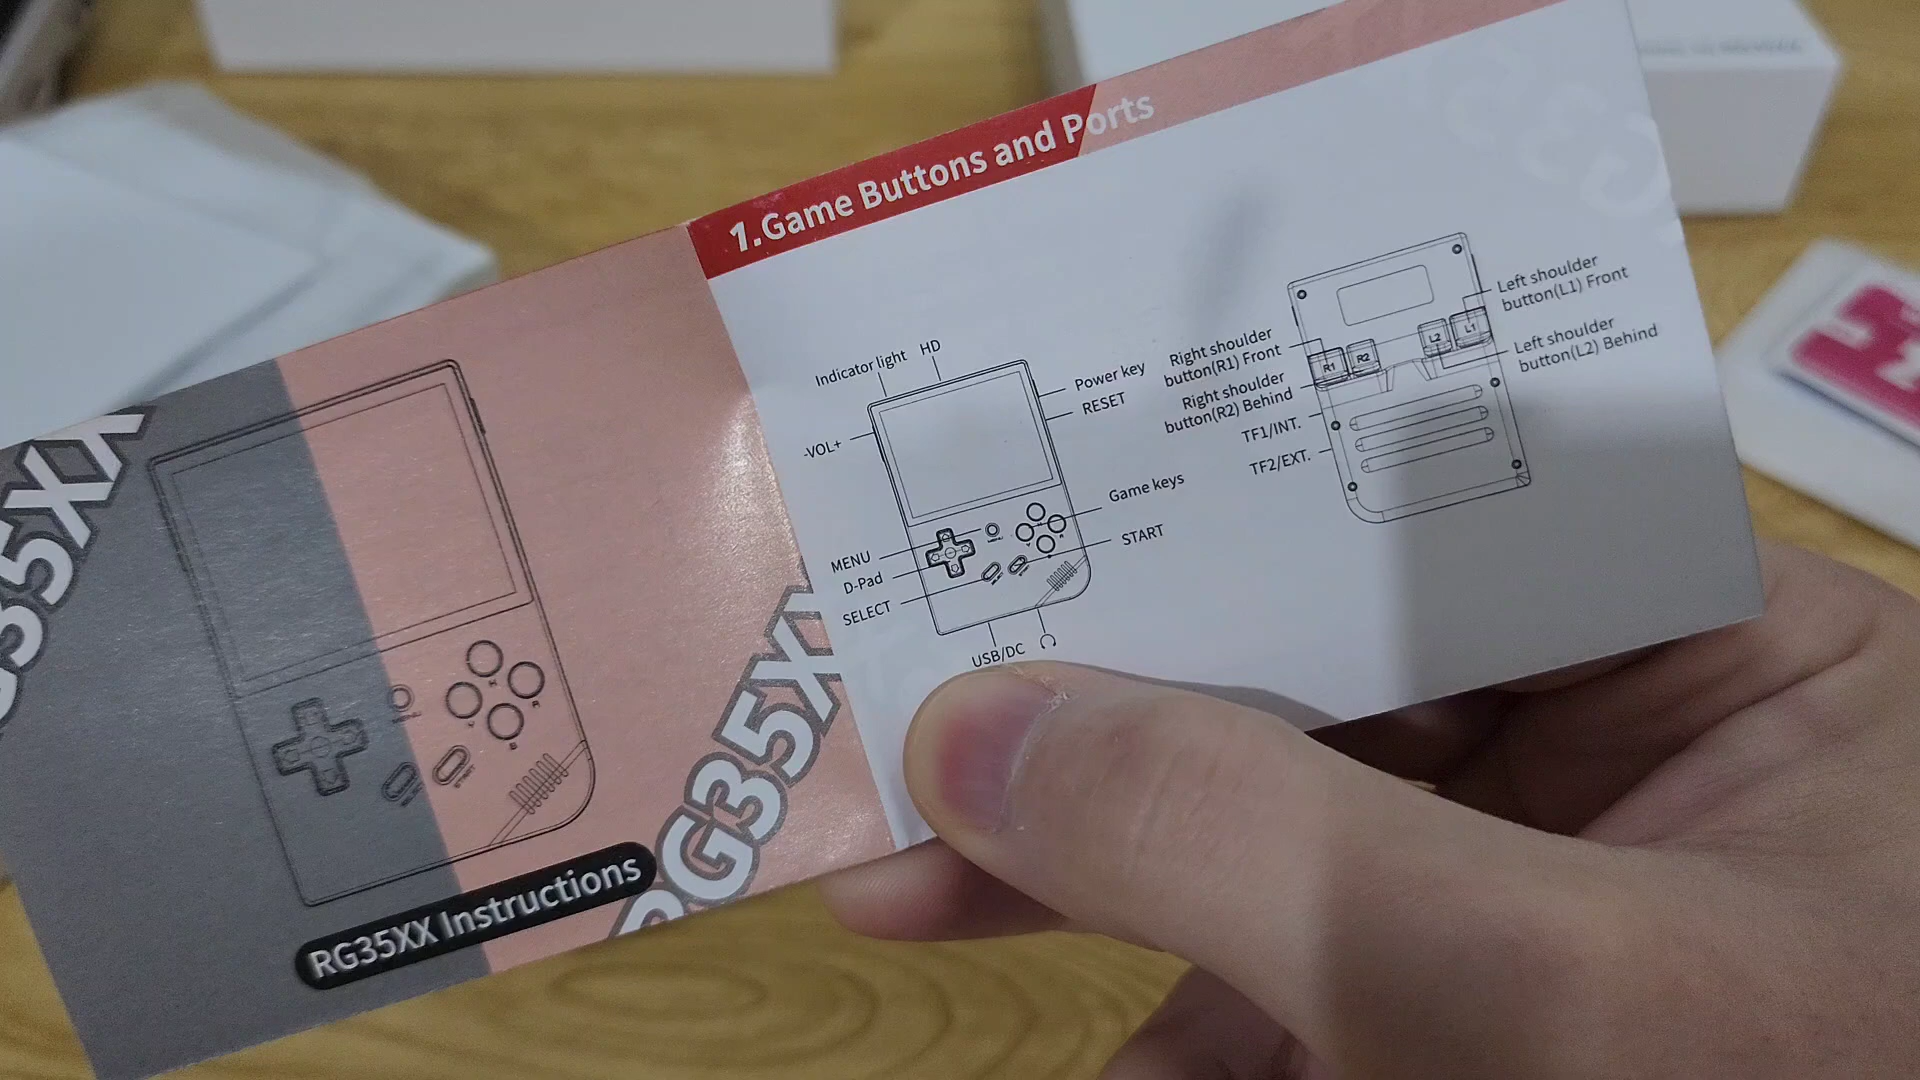 1.Game Buttons and Ports
Indicator light
HD
Power key
RESET
-VOL+
Game keys
START
MENU
D-Pad
SELECT
USB/DC
Right shoulder
button(R1) Front
Right shoulder
button(R2) Behind
TF1/INT.
TF2/EXT.
R1
R2
L2
L1
Left shoulder
button(L1) Front
Left shoulder
button(L2) Behind
G35XX
RG35XX
RG35XX Instructions